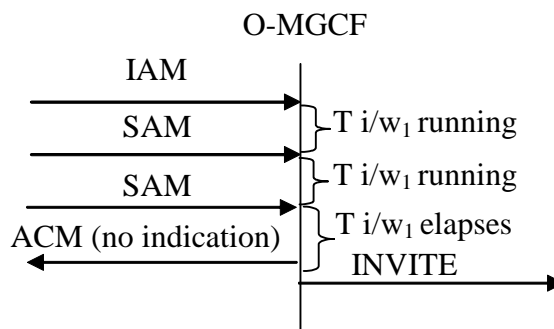 O-MGCF
IAM
T i/w₁ running
SAM
T i/w₁ running
SAM
T i/w₁ elapses
ACM (no indication)
INVITE